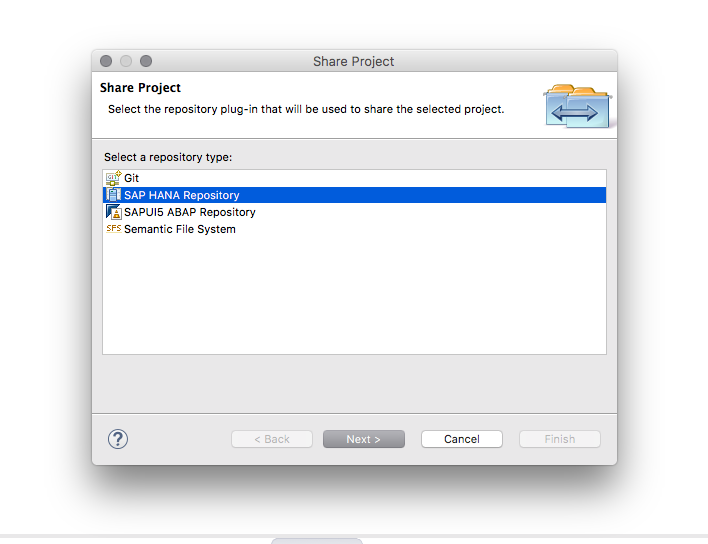 Share Project
Share Project
Select the repository plug-in that will be used to share the selected project.
Select a repository type:
GIT Git
SAP HANA Repository
SAPUI5 ABAP Repository
SFS Semantic File System
? < Back Next > Cancel Finish